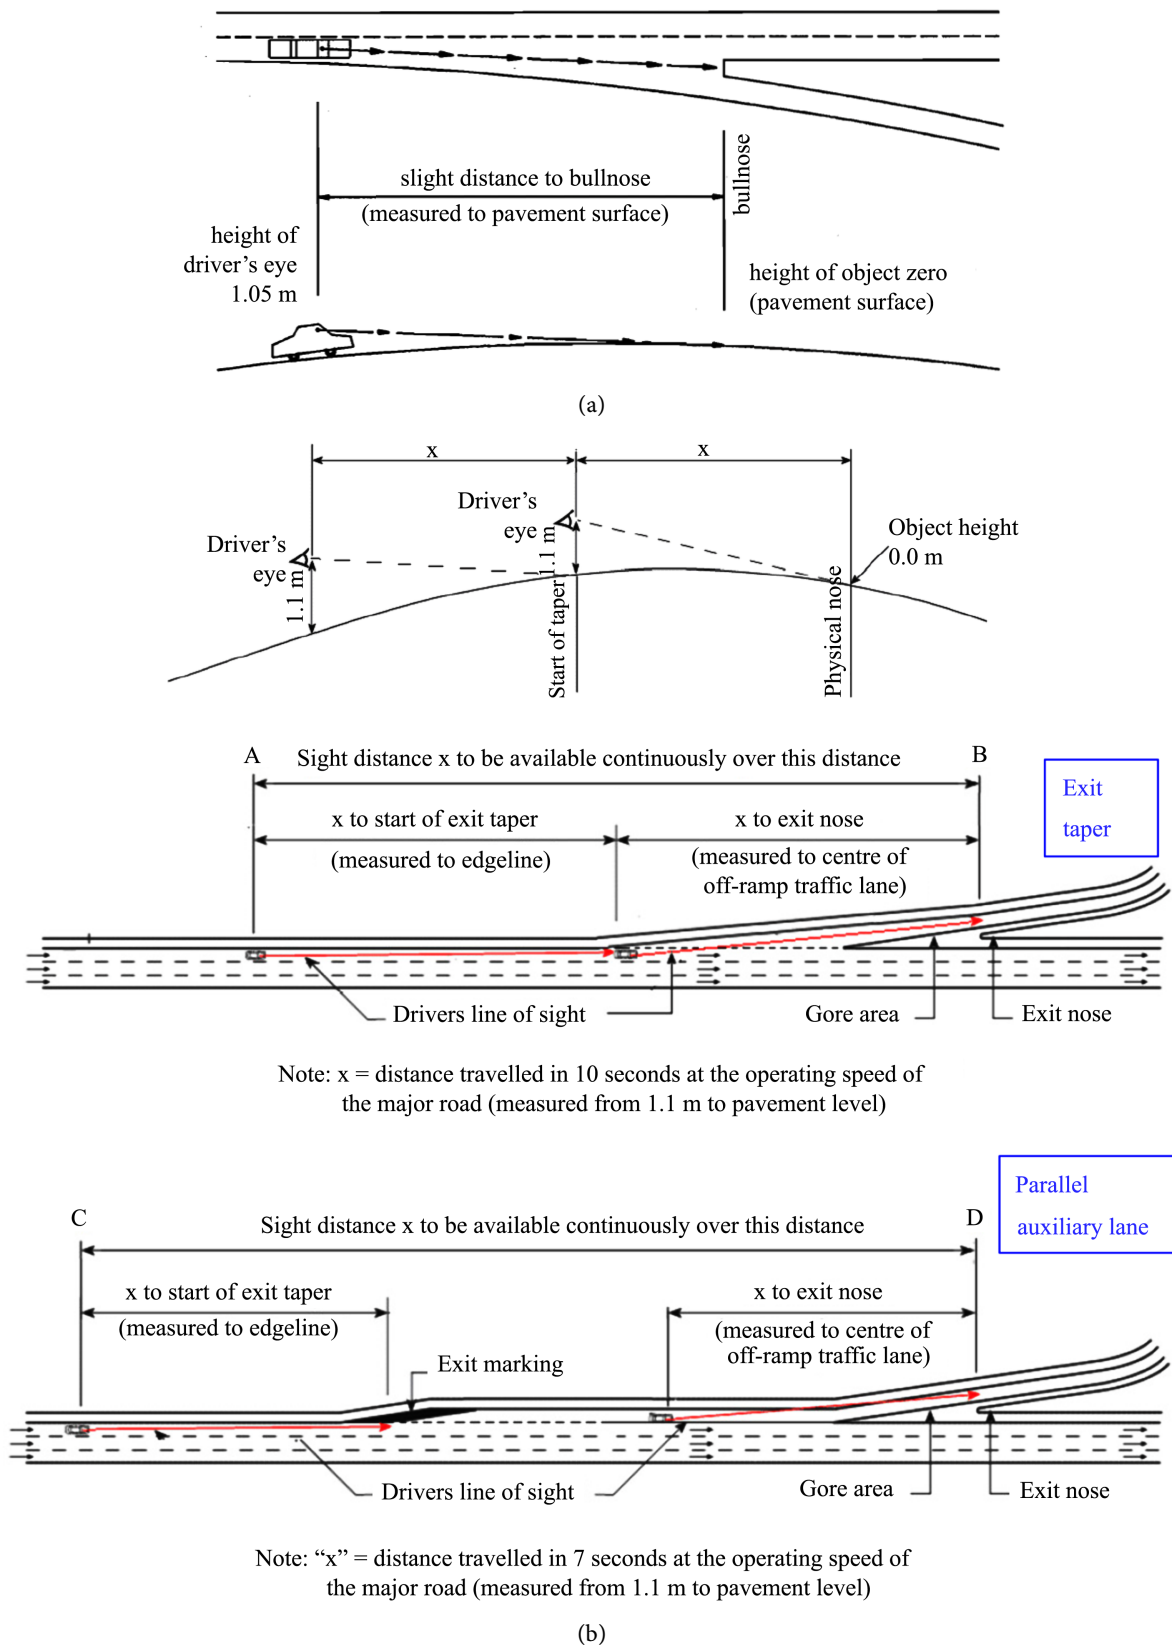 slight distance to bullnose
(measured to pavement surface)
bullnose
height of
driver's eye
1.05 m
height of object zero
(pavement surface)
(a)
x
x
Driver's
eye
1.1 m
Driver's
eye
1.1 m
Object height
0.0 m
Start of taper
Physical nose
A
Sight distance x to be available continuously over this distance
B
Exit
taper
x to start of exit taper
(measured to edgeline)
x to exit nose
(measured to centre of
off-ramp traffic lane)
Drivers line of sight
Gore area
Exit nose
Note: x = distance travelled in 10 seconds at the operating speed of
the major road (measured from 1.1 m to pavement level)
Parallel
auxiliary lane
C
Sight distance x to be available continuously over this distance
D
x to start of exit taper
(measured to edgeline)
x to exit nose
(measured to centre of
off-ramp traffic lane)
Exit marking
Drivers line of sight
Gore area
Exit nose
Note: “x” = distance travelled in 7 seconds at the operating speed of
the major road (measured from 1.1 m to pavement level)
(b)